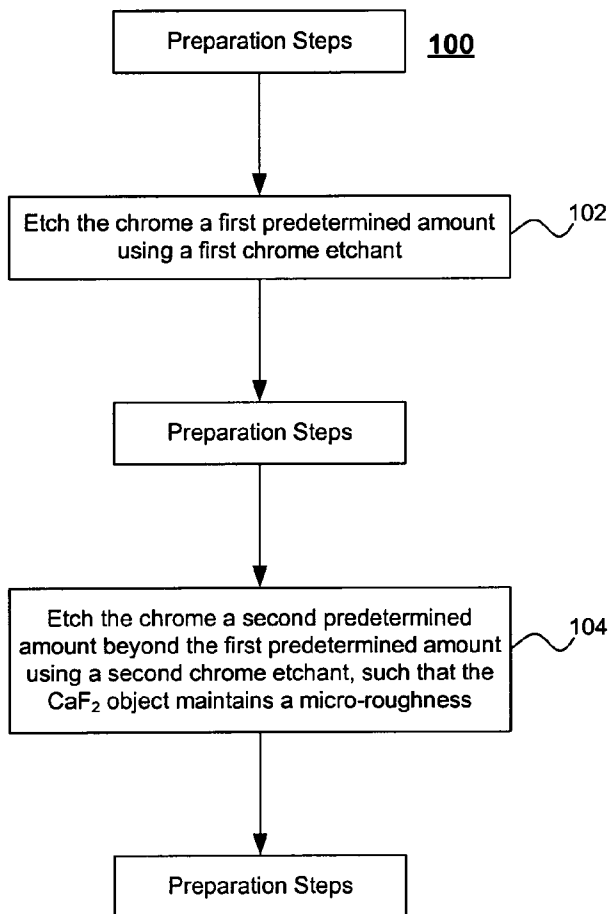 Preparation Steps
100
Etch the chrome a first predetermined amount
using a first chrome etchant
102
Preparation Steps
Etch the chrome a second predetermined
amount beyond the first predetermined amount
using a second chrome etchant, such that the
CaF₂ object maintains a micro-roughness
104
Preparation Steps